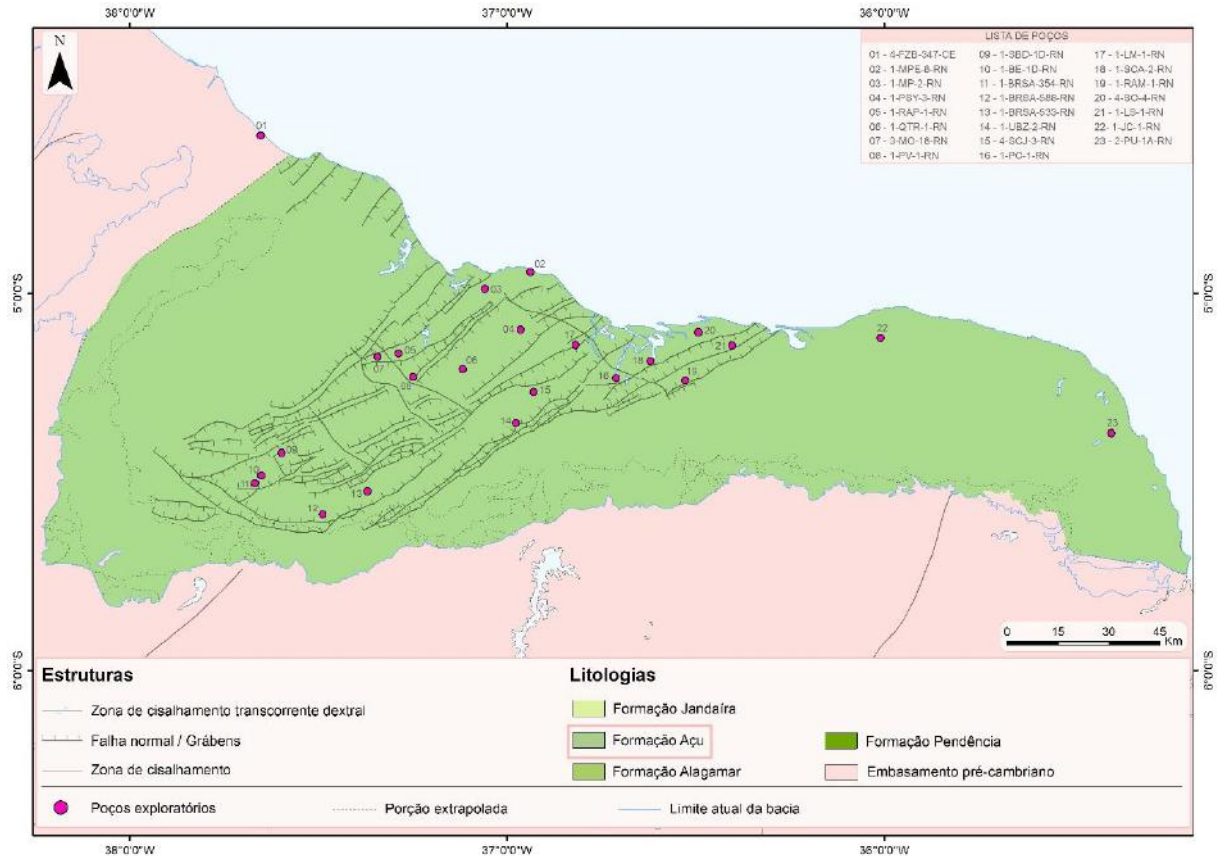 38°0'0"W 37°0'0"W 36°0'0"W
N
LISTA DE POÇOS
01 - 4-FZB-347-CE 09 - 1-SBD-1D-RN 17 - 1-LM-1-RN
02 - 1-MPE-8-RN 10 - 1-BE-1D-RN 18 - 1-SCA-2-RN
03 - 1-MP-2-RN 11 - 1-BRSA-354-RN 19 - 1-RAM-1-RN
04 - 1-PSY-3-RN 12 - 1-BRSA-588-RN 20 - 4-SO-4-RN
05 - 1-RAP-1-RN 13 - 1-BRSA-533-RN 21 - 1-LS-1-RN
06 - 1-QTR-1-RN 14 - 1-UBZ-2-RN 22 - 1-JC-1-RN
07 - 3-MO-16-RN 15 - 4-SCJ-3-RN 23 - 2-PU-1A-RN
08 - 1-PV-1-RN 16 - 1-PC-1-RN
01
02
5°0'0"S 03 5°0'0"S
04 17 20 22
07 05 06 18 21
08 16 19
15
14 23
09
10
11 13
12
0 15 30 45
Km
6°0'0"S 6°0'0"S
Estruturas
Zona de cisalhamento transcorrente dextral
Falha normal / Grábens
Zona de cisalhamento
Litologias
Formação Jandaíra
Formação Açu
Formação Alagamar
Formação Pendência
Embasamento pré-cambriano
Poços exploratórios Porção extrapolada Limite atual da bacia
38°0'0"W 37°0'0"W 36°0'0"W